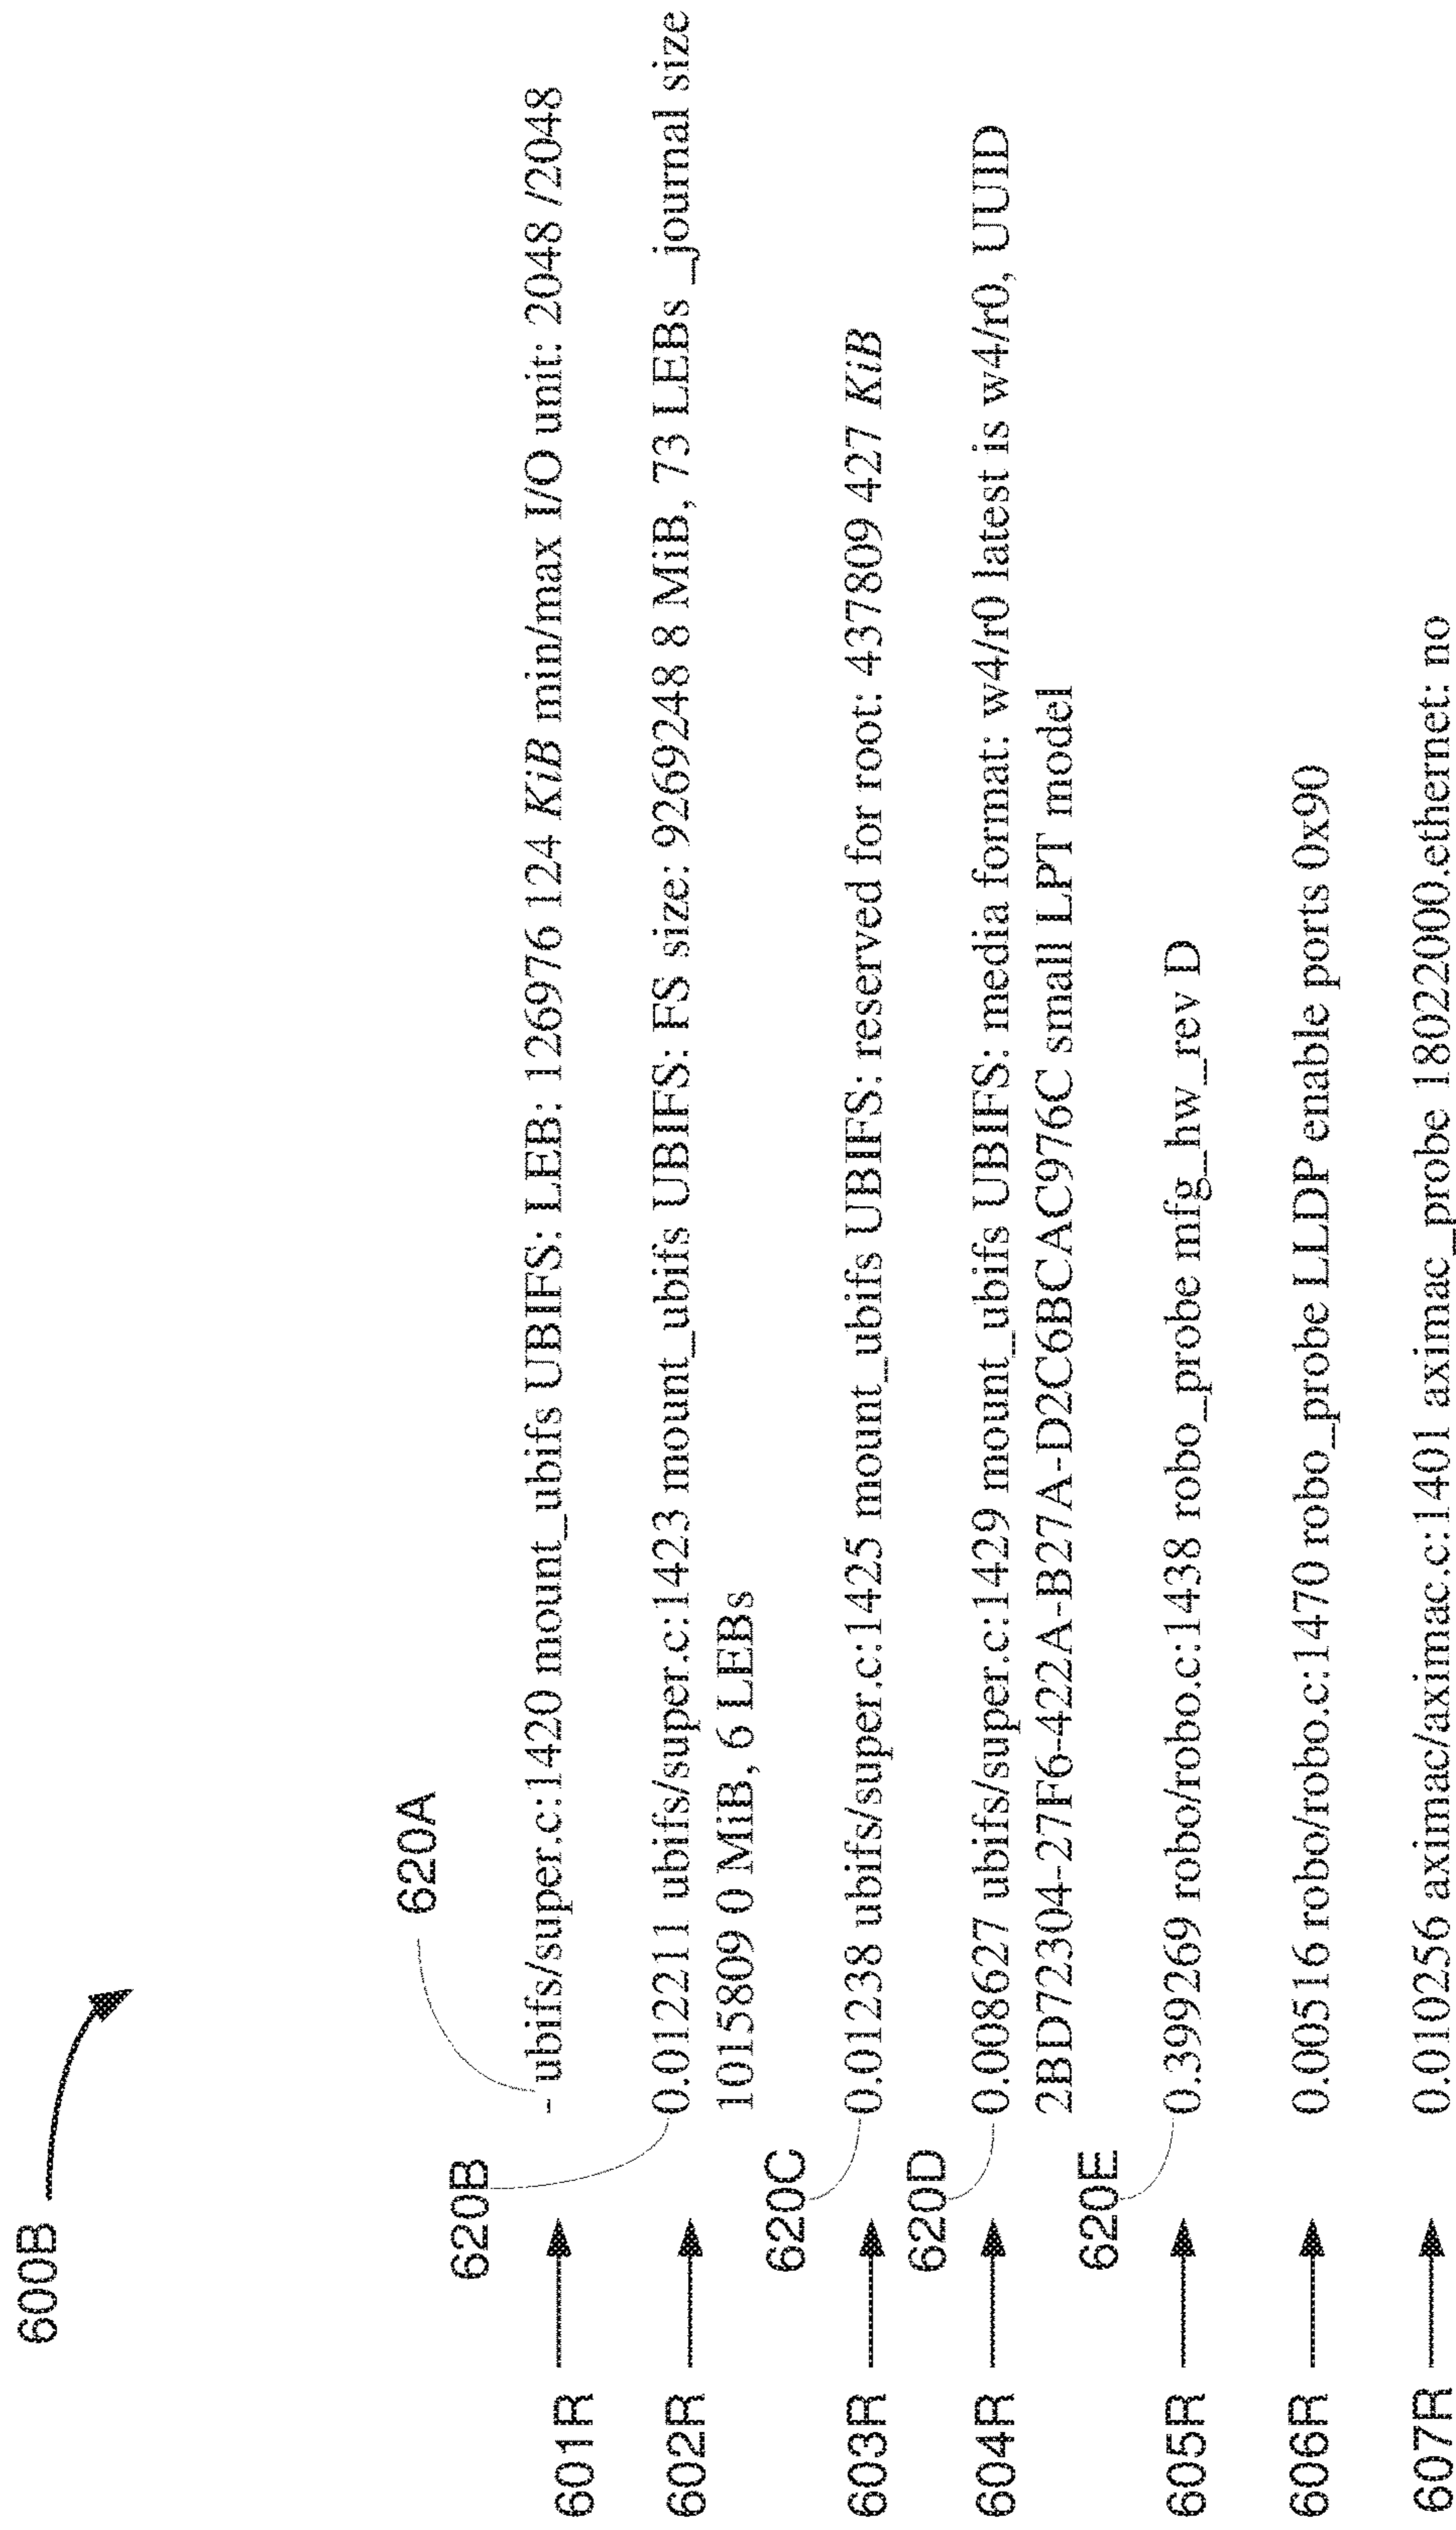 600B
620A
601R - ubifs/super.c:1420 mount_ubifs UBIFS: LEB: 126976 124 KiB min/max I/O unit: 2048 /2048
620B
602R 0.012211 ubifs/super.c:1423 mount_ubifs UBIFS: FS size: 9269248 8 MiB, 73 LEBs _journal size
1015809 0 MiB, 6 LEBs
620C
603R 0.01238 ubifs/super.c:1425 mount_ubifs UBIFS: reserved for root: 437809 427 KiB
620D
604R 0.008627 ubifs/super.c:1429 mount_ubifs UBIFS: media format: w4/r0 latest is w4/r0, UUID
2BD72304-27F6-422A-B27A-D2C6BCAC976C small LPT model
620E
605R 0.399269 robo/robo.c:1438 robo_probe mfg_hw_rev D
606R 0.00516 robo/robo.c:1470 robo_probe LLDP enable ports 0x90
607R 0.010256 aximac/aximac.c:1401 aximac_probe 18022000.ethernet: no